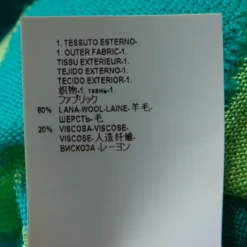 1. TESSUTO ESTERNO-
1. OUTER FABRIC-1.
TISSU EXTERIEUR-1.
TEJIDO EXTERNO-1.
TECIDO EXTERIOR-1.
织物-1. ткань-1.
ファブリック
80% LANA-WOOL-LAINE-羊毛-
ШЕРСТЬ-毛
20% VISCOSA-VISCOSE-
VISCOSE-人造纤维-
ВИСКОЗА-レーヨン